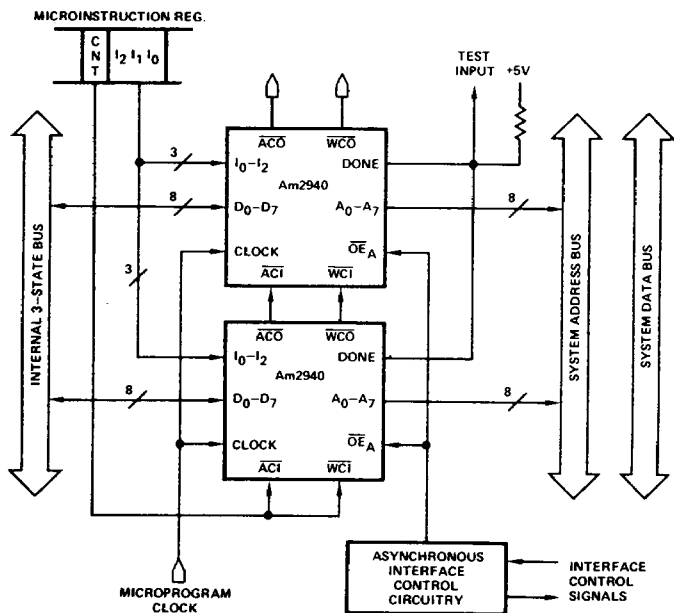 MICROINSTRUCTION REG.
CNT
I2 I1 I0
TEST INPUT
+5V
ACO
WCO
3
I0–I2
DONE
Am2940
8
D0–D7
A0–A7
8
CLOCK
OEA
ACI
WCI
3
ACO
WCO
I0–I2
DONE
Am2940
8
D0–D7
A0–A7
8
CLOCK
OEA
ACI
WCI
INTERNAL 3–STATE BUS
SYSTEM ADDRESS BUS
SYSTEM DATA BUS
MICROPROGRAM
CLOCK
ASYNCHRONOUS
INTERFACE
CONTROL
CIRCUITRY
INTERFACE
CONTROL
SIGNALS